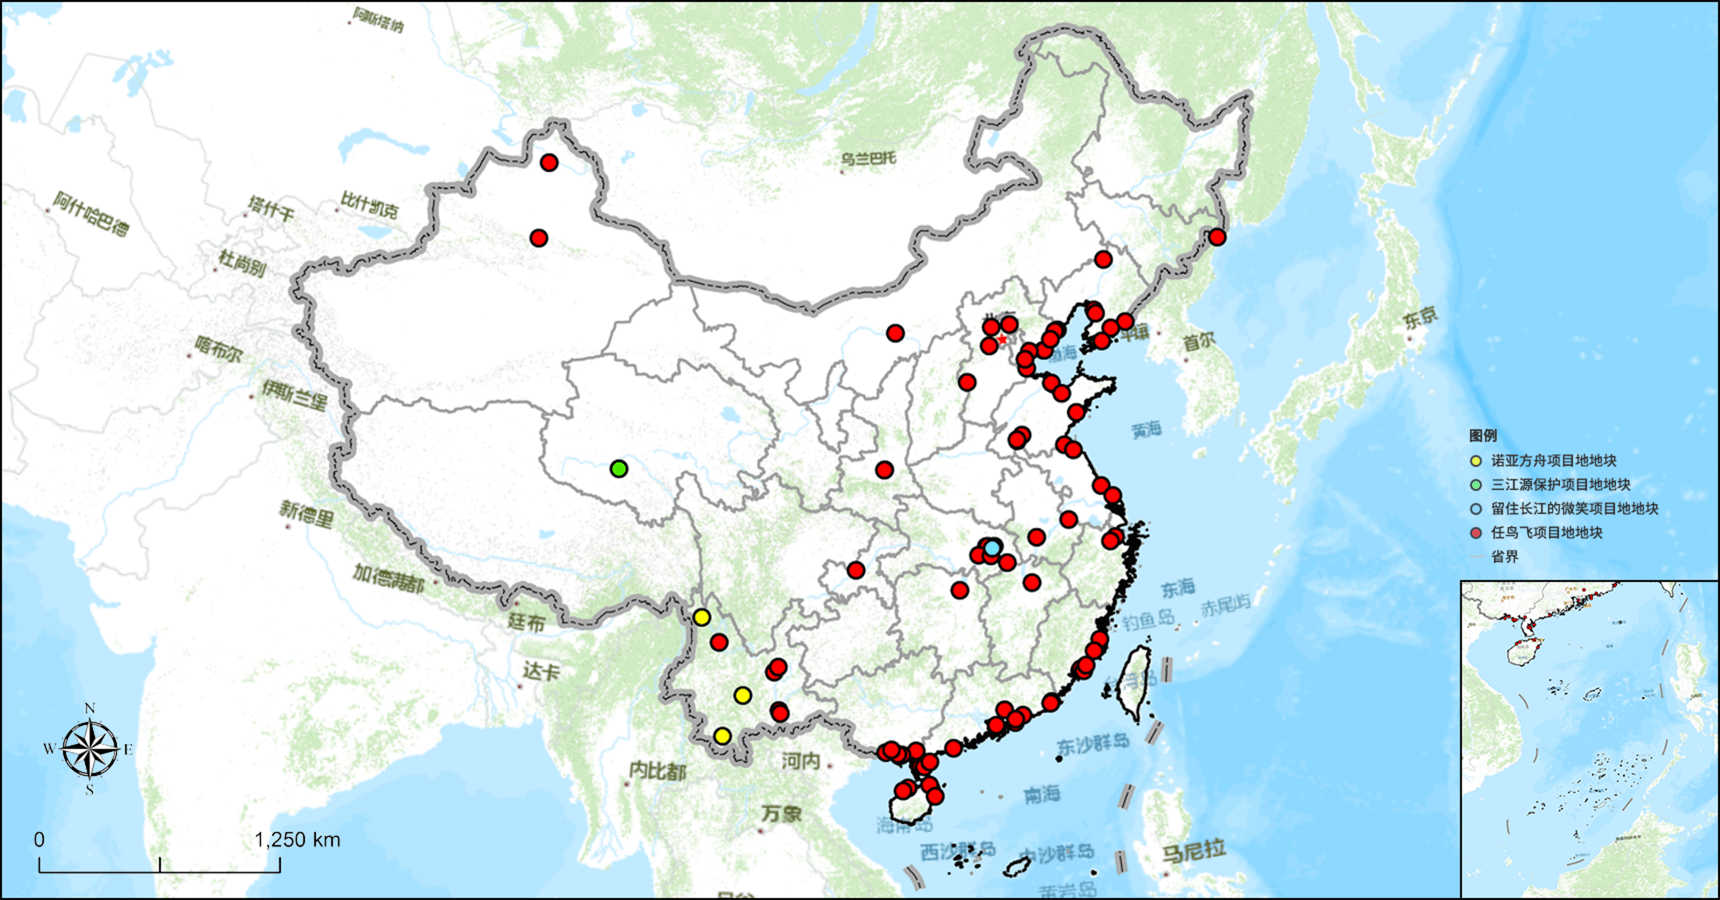 阿斯塔纳
乌兰巴托
阿什哈巴德
塔什干
比什凯克
杜尚别
喀布尔
伊斯兰堡
北京
渤海
平壤
首尔
东京
黄海
新德里
加德满都
廷布
达卡
东海
钓鱼岛
赤尾屿
台湾岛
东沙群岛
河内
内比都
万象
南海
海南岛
西沙群岛
中沙群岛
黄岩岛
马尼拉
图例
诺亚方舟项目地地块
三江源保护项目地地块
留住长江的微笑项目地地块
任鸟飞项目地地块
省界
N
W
E
S
0
1,250 km